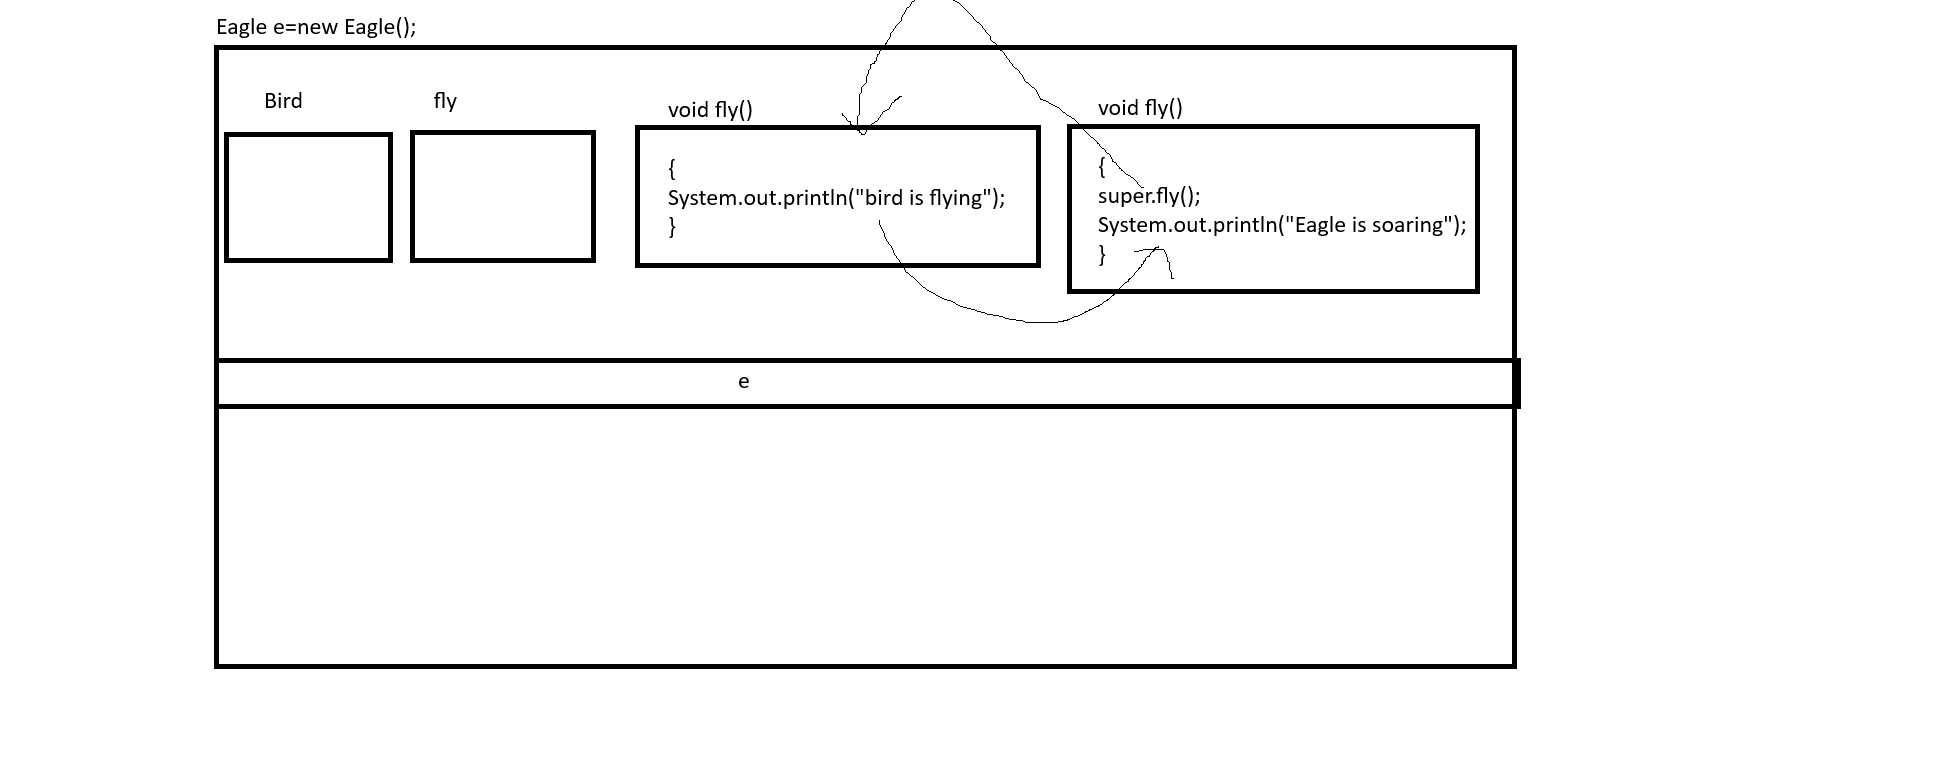 Eagle e=new Eagle();
Bird
fly
void fly()
{
System.out.println("bird is flying");
}
void fly()
{
super.fly();
System.out.println("Eagle is soaring");
}
e